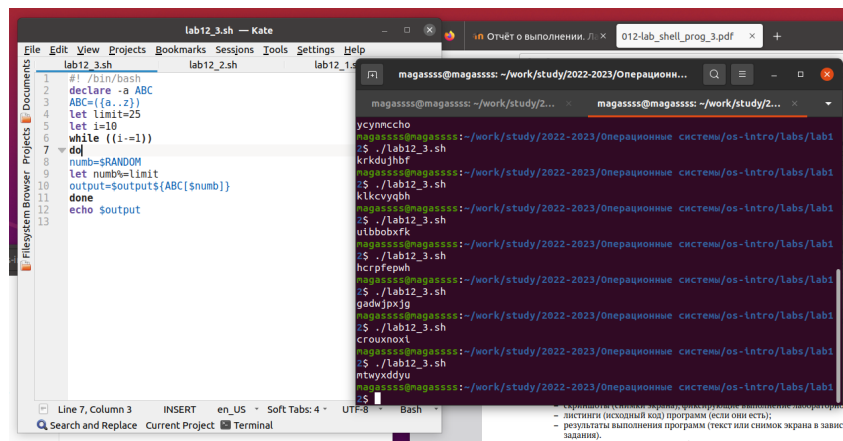 lab12_3.sh — Kate
File Edit View Projects Bookmarks Sessions Tools Settings Help
lab12_3.sh lab12_2.sh lab12_1.s
Documents
Projects
Filesystem Browser
1 #! /bin/bash
2 declare -a ABC
3 ABC=({a..z})
4 let limit=25
5 let i=10
6 while ((i-=1))
7 do
8 numb=$RANDOM
9 let numb%=limit
10 output=$output${ABC[$numb]}
11 done
12 echo $output
13
Line 7, Column 3 INSERT en_US Soft Tabs: 4 UTF-8 Bash
Search and Replace Current Project Terminal
Отчёт о выполнении. Л × 012-lab_shell_prog_3.pdf × +
magassss@magassss: ~/work/study/2022-2023/Операционн...
magassss@magassss: ~/work/study/2... × magassss@magassss: ~/work/study/2... ×
ycynmccho
magassss@magassss:~/work/study/2022-2023/Операционные системы/os-intro/labs/lab1
2$ ./lab12_3.sh
krkdujhbf
magassss@magassss:~/work/study/2022-2023/Операционные системы/os-intro/labs/lab1
2$ ./lab12_3.sh
klkcvyqbh
magassss@magassss:~/work/study/2022-2023/Операционные системы/os-intro/labs/lab1
2$ ./lab12_3.sh
uibbobxfk
magassss@magassss:~/work/study/2022-2023/Операционные системы/os-intro/labs/lab1
2$ ./lab12_3.sh
hcrpfepwh
magassss@magassss:~/work/study/2022-2023/Операционные системы/os-intro/labs/lab1
2$ ./lab12_3.sh
gadwjpxjg
magassss@magassss:~/work/study/2022-2023/Операционные системы/os-intro/labs/lab1
2$ ./lab12_3.sh
crouxnoxi
magassss@magassss:~/work/study/2022-2023/Операционные системы/os-intro/labs/lab1
2$ ./lab12_3.sh
mtwyxddyu
magassss@magassss:~/work/study/2022-2023/Операционные системы/os-intro/labs/lab1
2$
– скриншоты (снимки экрана), фиксирующие выполнение лабораторно
– листинги (исходный код) программ (если они есть);
– результаты выполнения программ (текст или снимок экрана в завис
задания).